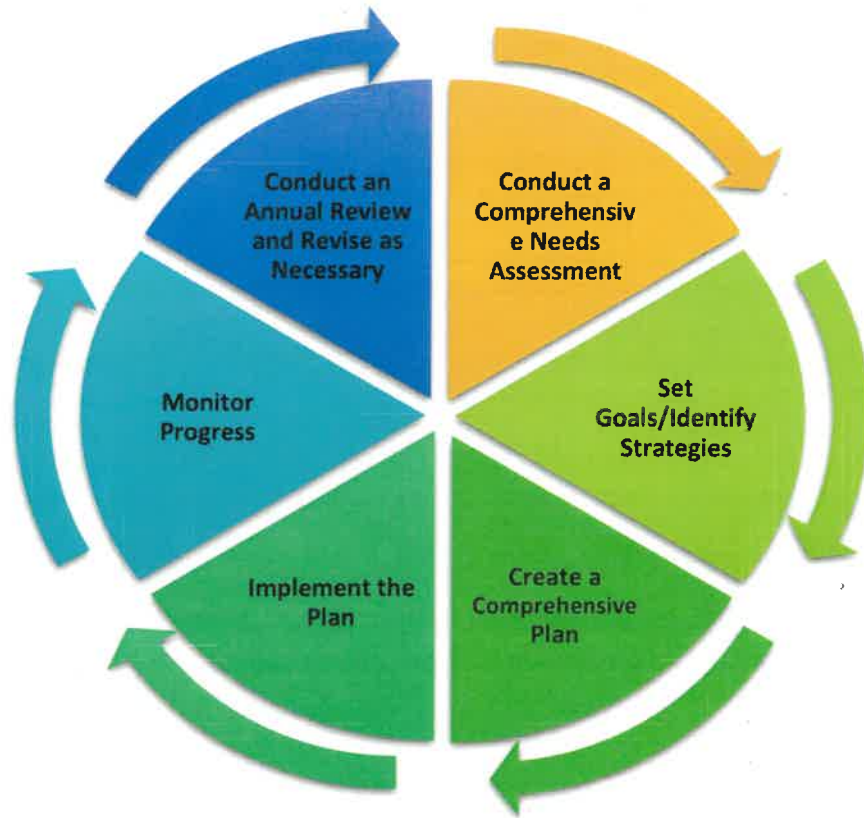 Conduct a
Comprehensiv
e Needs
Assessment
Set
Goals/Identify
Strategies
Create a
Comprehensive
Plan
Implement the
Plan
Monitor
Progress
Conduct an
Annual Review
and Revise as
Necessary